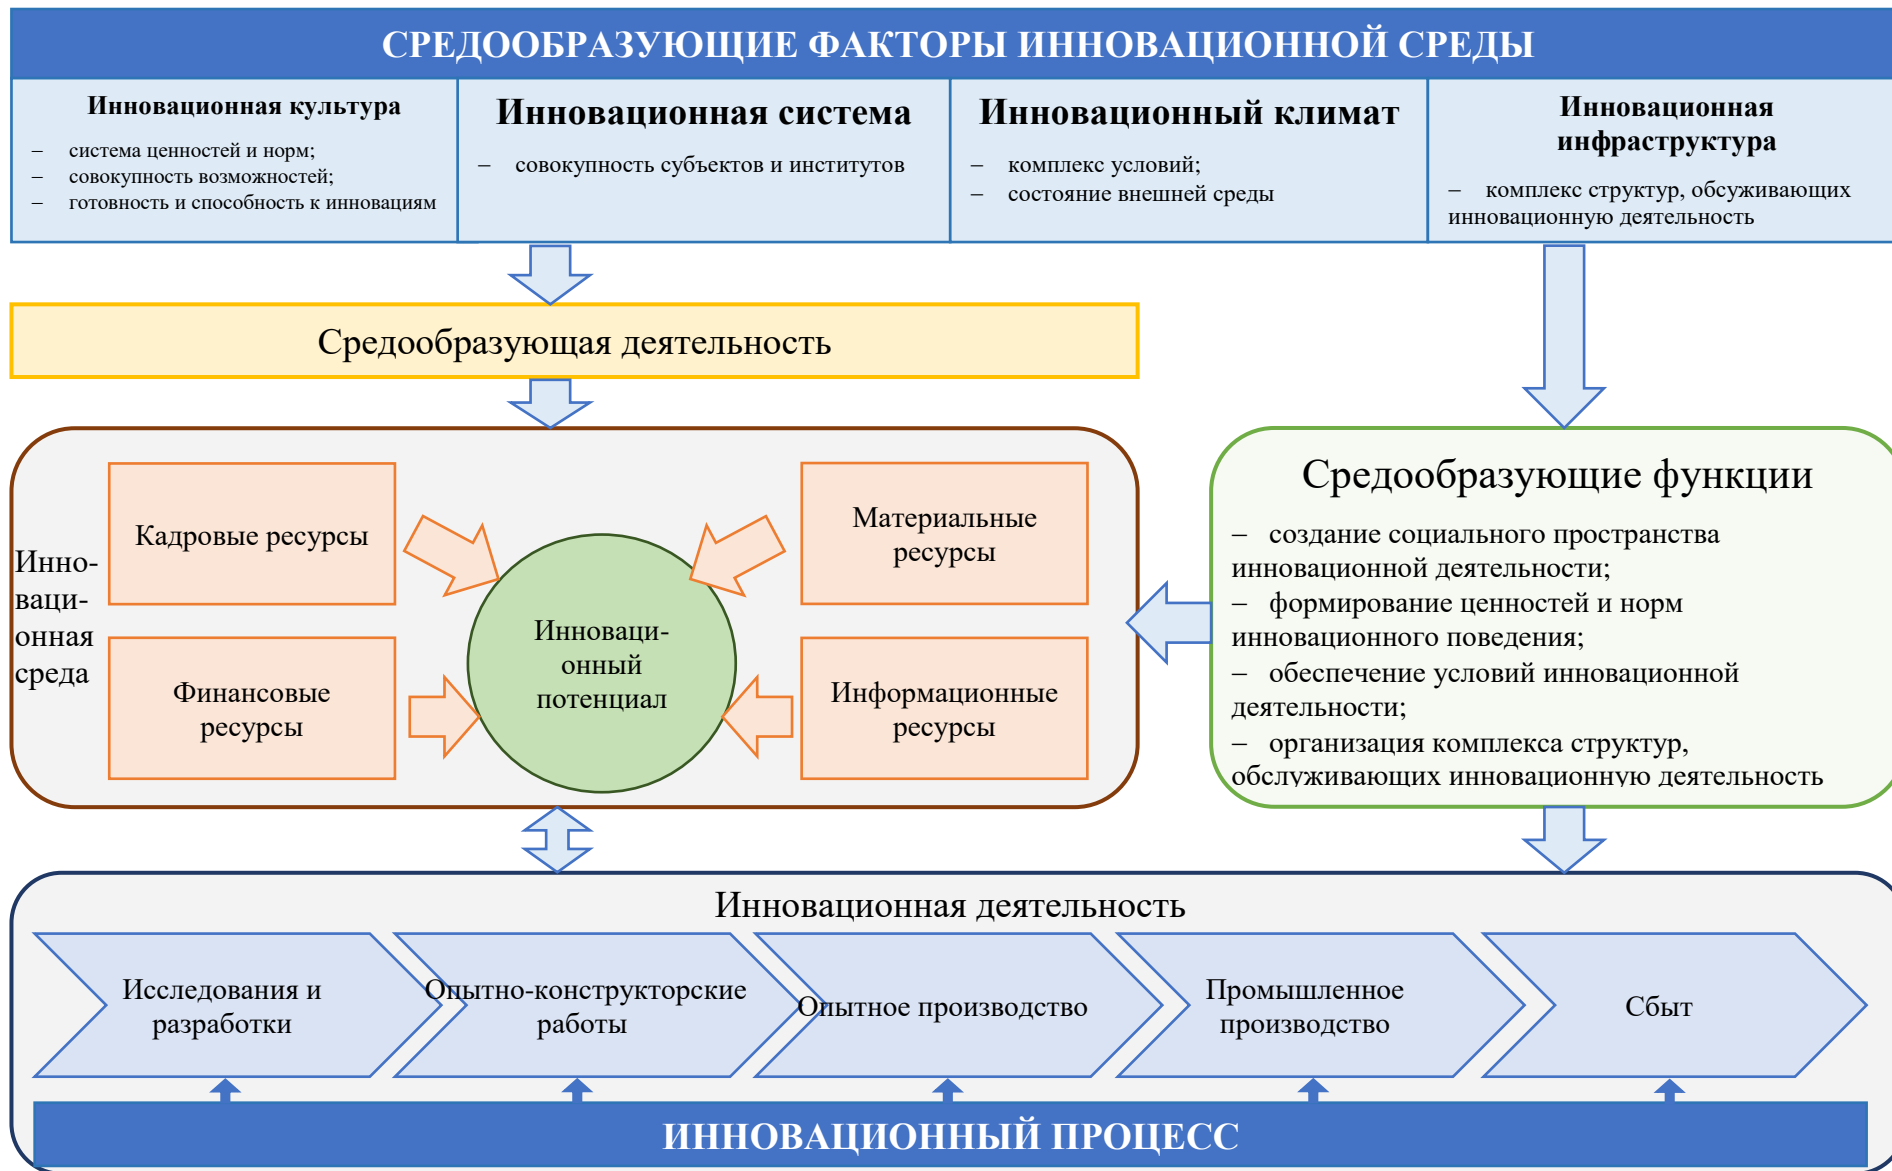 СРЕДООБРАЗУЮЩИЕ ФАКТОРЫ ИННОВАЦИОННОЙ СРЕДЫ
Инновационная культура
– система ценностей и норм;
– совокупность возможностей;
– готовность и способность к инновациям
Инновационная система
– совокупность субъектов и институтов
Инновационный климат
– комплекс условий;
– состояние внешней среды
Инновационная
инфраструктура
– комплекс структур, обсуживающих
инновационную деятельность
Средообразующая деятельность
Инно-
ваци-
онная
среда
Кадровые ресурсы
Материальные
ресурсы
Финансовые
ресурсы
Информационные
ресурсы
Инноваци-
онный
потенциал
Средообразующие функции
– создание социального пространства
инновационной деятельности;
– формирование ценностей и норм
инновационного поведения;
– обеспечение условий инновационной
деятельности;
– организация комплекса структур,
обслуживающих инновационную деятельность
Инновационная деятельность
Исследования и
разработки
Опытно-конструкторские
работы
Опытное производство
Промышленное
производство
Сбыт
ИННОВАЦИОННЫЙ ПРОЦЕСС